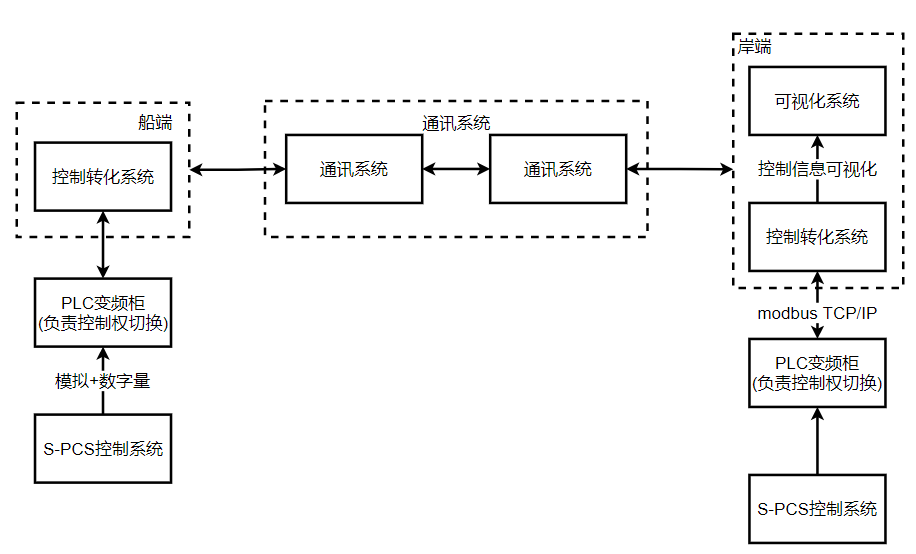 船端
控制转化系统
PLC变频柜
(负责控制权切换)
模拟+数字量
S-PCS控制系统
通讯系统
通讯系统
通讯系统
岸端
可视化系统
控制信息可视化
控制转化系统
modbus TCP/IP
PLC变频柜
(负责控制权切换)
S-PCS控制系统